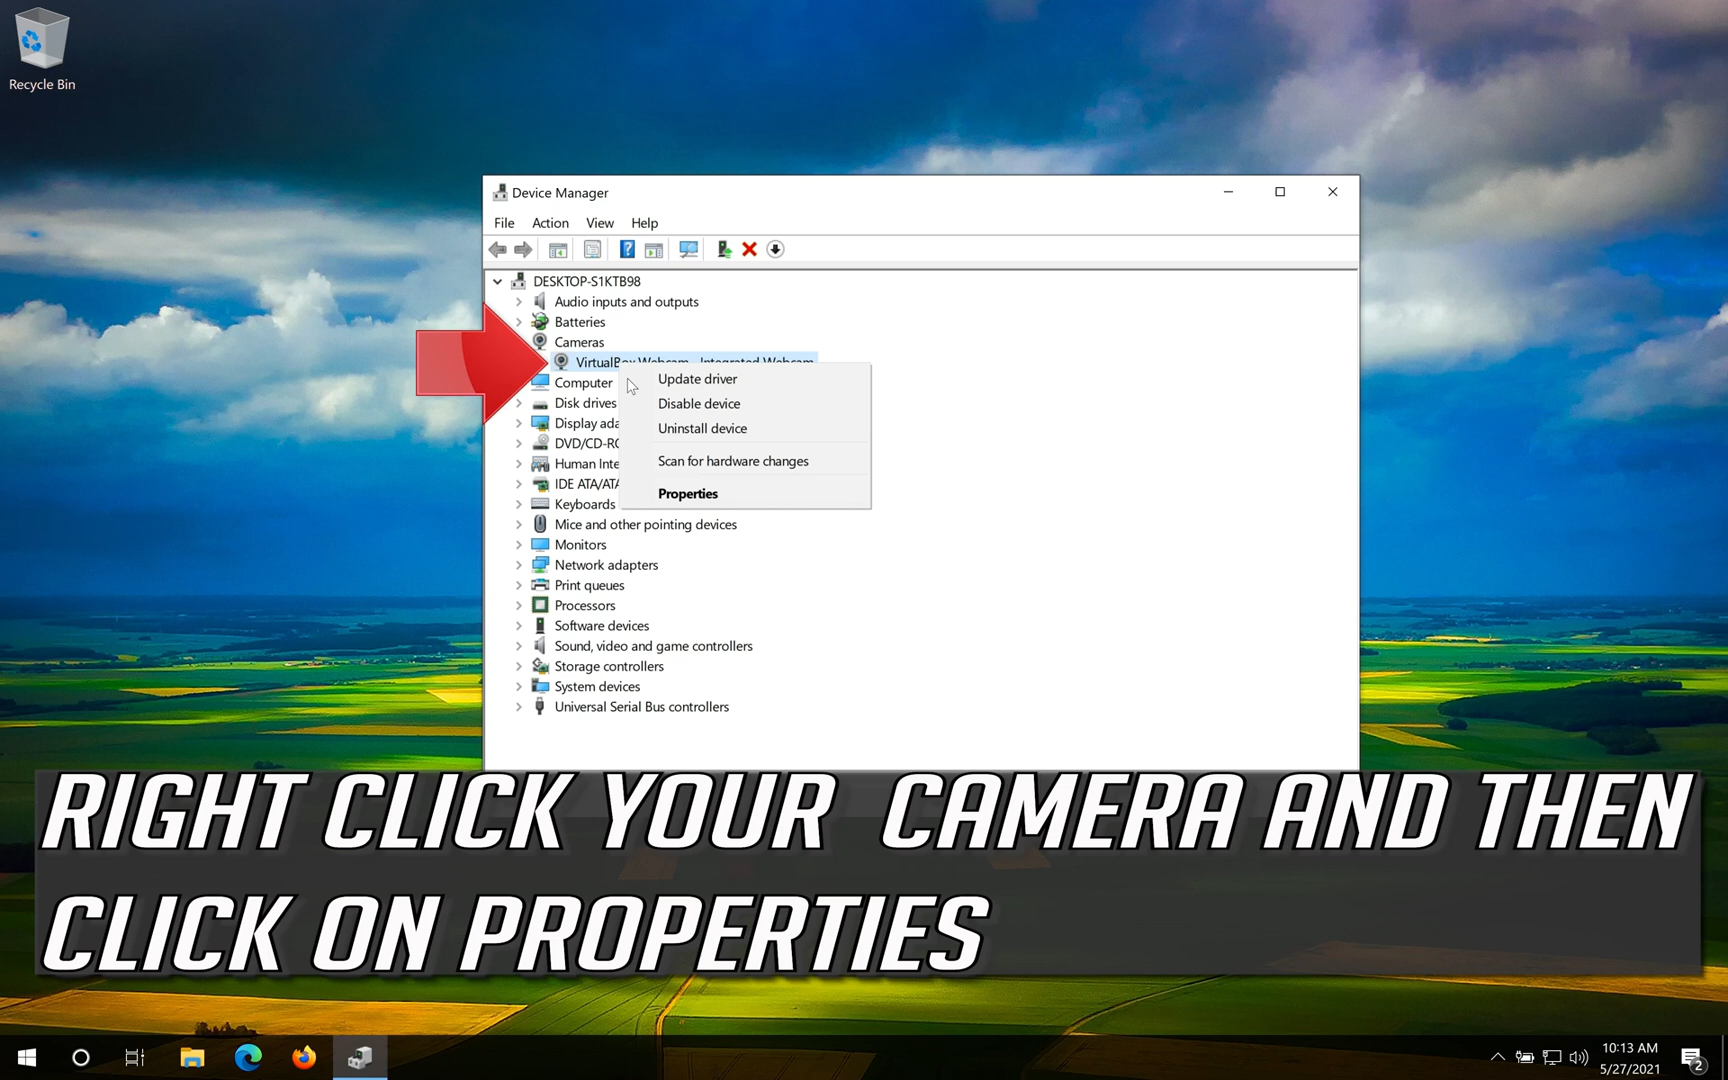 Recycle Bin
Device Manager
File Action View Help
DESKTOP-S1KTB98
Audio inputs and outputs
Batteries
Cameras
VirtualBox Webcam - Integrated Webcam
Computer
Update driver
Disk drives
Disable device
Display ada
Uninstall device
DVD/CD-RO
Human Inte
Scan for hardware changes
IDE ATA/ATA
Properties
Keyboards
Mice and other pointing devices
Monitors
Network adapters
Print queues
Processors
Software devices
Sound, video and game controllers
Storage controllers
System devices
Universal Serial Bus controllers
RIGHT CLICK YOUR CAMERA AND THEN
CLICK ON PROPERTIES
10:13 AM
5/27/2021
2